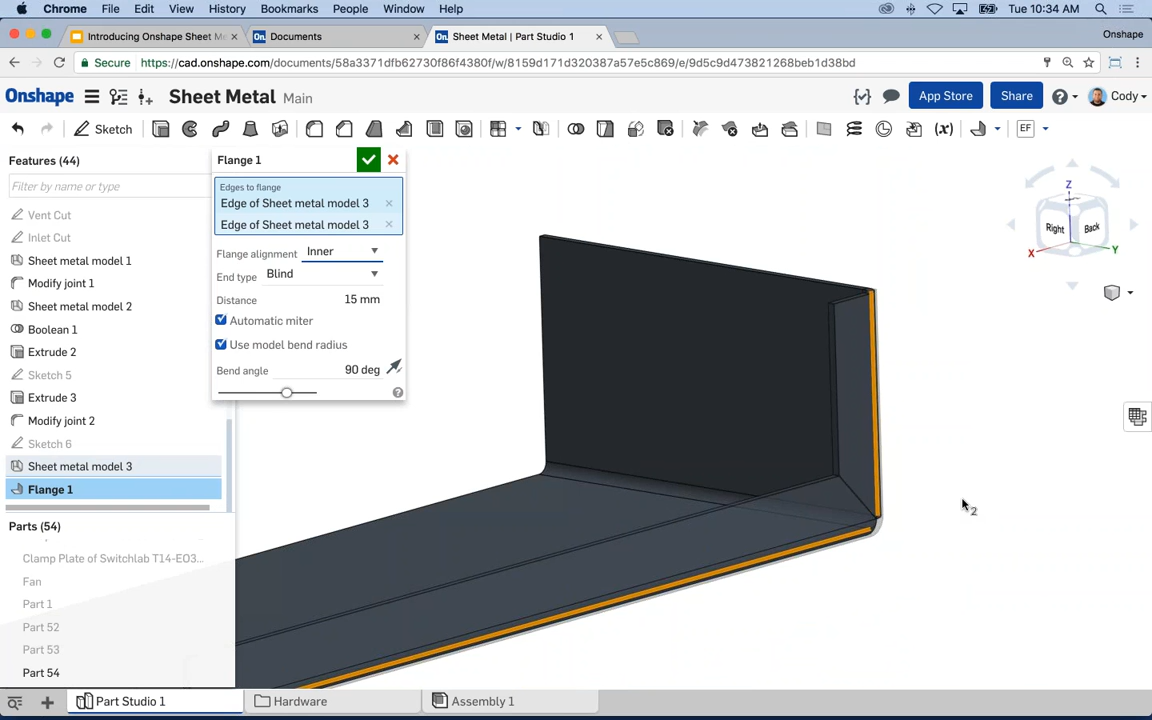 Chrome File Edit View History Bookmarks People Window Help Tue 10:34 AM
Introducing Onshape Sheet Me × Documents × Sheet Metal | Part Studio 1 × Onshape
Secure https://cad.onshape.com/documents/58a3371dfb62730f86f4380f/w/8159d171d320387a57e5c869/e/9d5c9d473821268beb1d38bd
Onshape Sheet Metal Main App Store Share Cody
Sketch (x) EF
Features (44)
Filter by name or type
Vent Cut
Inlet Cut
Sheet metal model 1
Modify joint 1
Sheet metal model 2
Boolean 1
Extrude 2
Sketch 5
Extrude 3
Modify joint 2
Sketch 6
Sheet metal model 3
Flange 1
Parts (54)
Clamp Plate of Switchlab T14-EO3...
Fan
Part 1
Part 52
Part 53
Part 54
Flange 1
Edges to flange
Edge of Sheet metal model 3
Edge of Sheet metal model 3
Flange alignment Inner
End type Blind
Distance 15 mm
Automatic miter
Use model bend radius
Bend angle 90 deg
Z
Right Back
X Y
2
Part Studio 1 Hardware Assembly 1